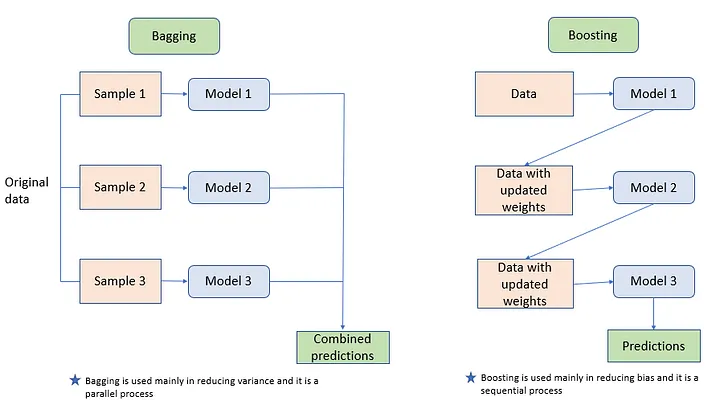 Bagging
Sample 1
Model 1
Original
data
Sample 2
Model 2
Sample 3
Model 3
Combined
predictions
Bagging is used mainly in reducing variance and it is a
parallel process
Boosting
Data
Model 1
Data with
updated
weights
Model 2
Data with
updated
weights
Model 3
Predictions
Boosting is used mainly in reducing bias and it is a
sequential process